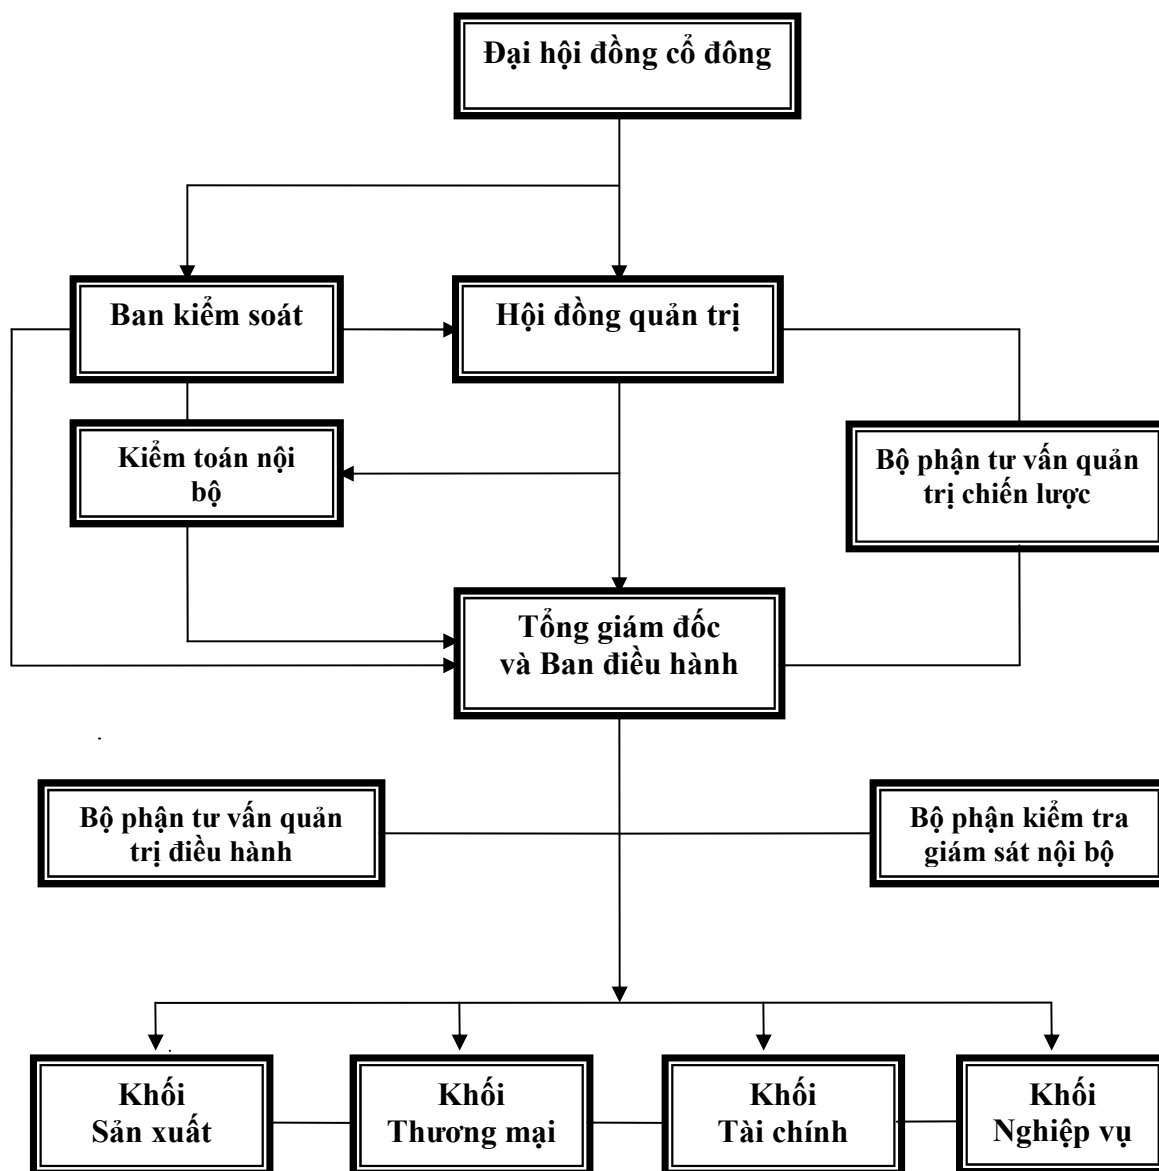 Đại hội đồng cổ đông
Ban kiểm soát
Hội đồng quản trị
Kiểm toán nội
bộ
Bộ phận tư vấn quản
trị chiến lược
Tổng giám đốc
và Ban điều hành
Bộ phận tư vấn quản
trị điều hành
Bộ phận kiểm tra
giám sát nội bộ
Khối
Sản xuất
Khối
Thương mại
Khối
Tài chính
Khối
Nghiệp vụ